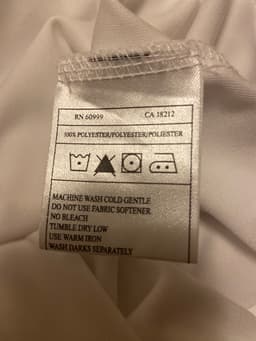 RN 60999 CA 18212
100% POLYESTER/POLYESTER/POLIESTER
MACHINE WASH COLD GENTLE
DO NOT USE FABRIC SOFTENER
NO BLEACH
TUMBLE DRY LOW
USE WARM IRON
WASH DARKS SEPARATELY